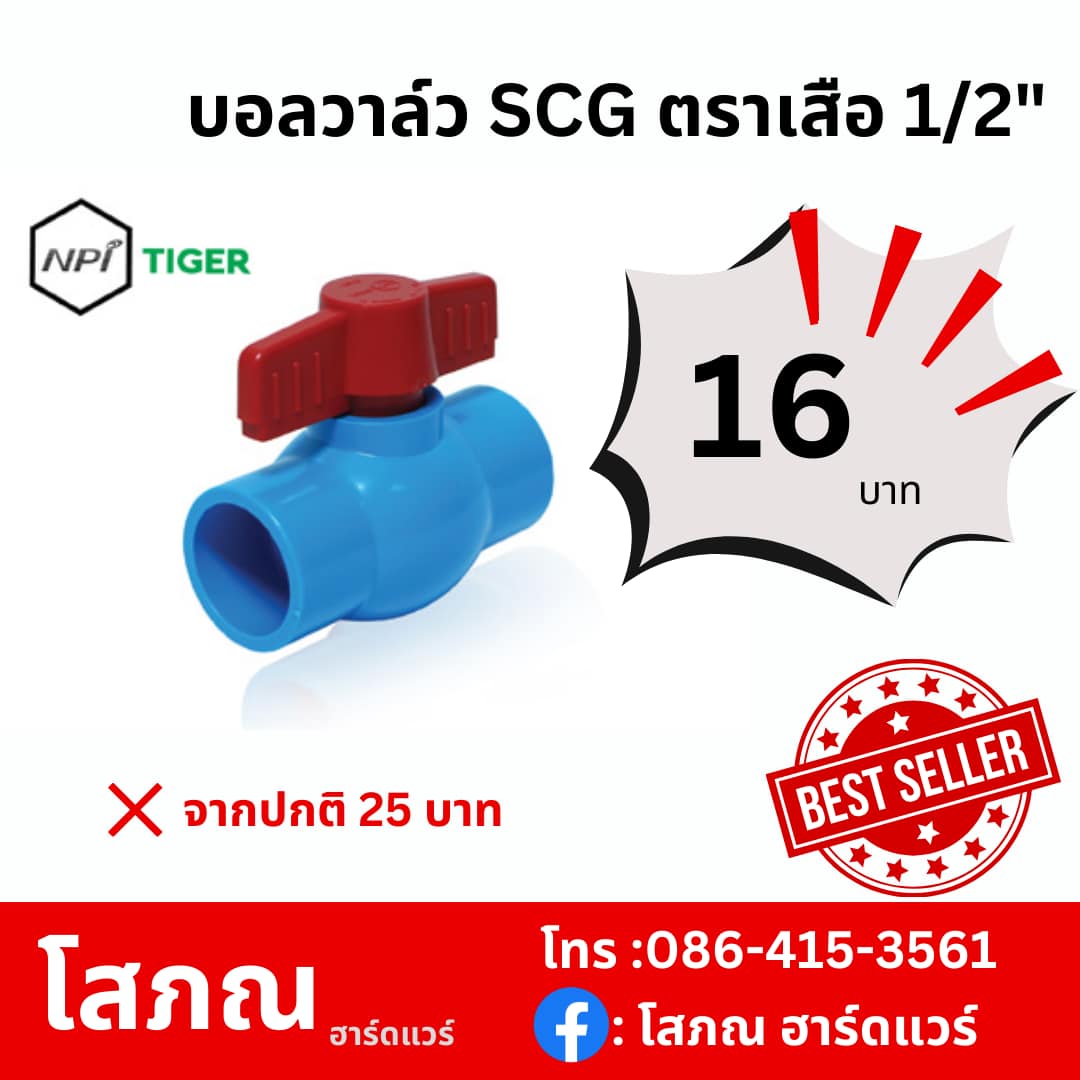 บอลวาล์ว SCG ตราเสือ 1/2"
NPI TIGER
16
บาท
BEST SELLER
จากปกติ 25 บาท
โสภณ
ฮาร์ดแวร์
โทร :086-415-3561
f : โสภณ ฮาร์ดแวร์